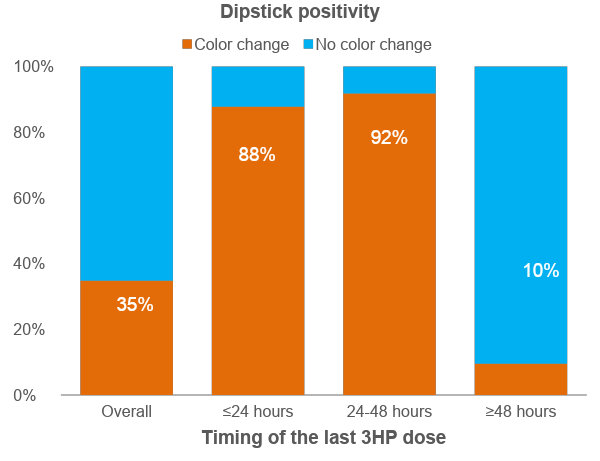 Dipstick positivity
Color change No color change
100%
80%
60%
40%
20%
0%
35%
88%
92%
10%
Overall ≤24 hours 24-48 hours ≥48 hours
Timing of the last 3HP dose